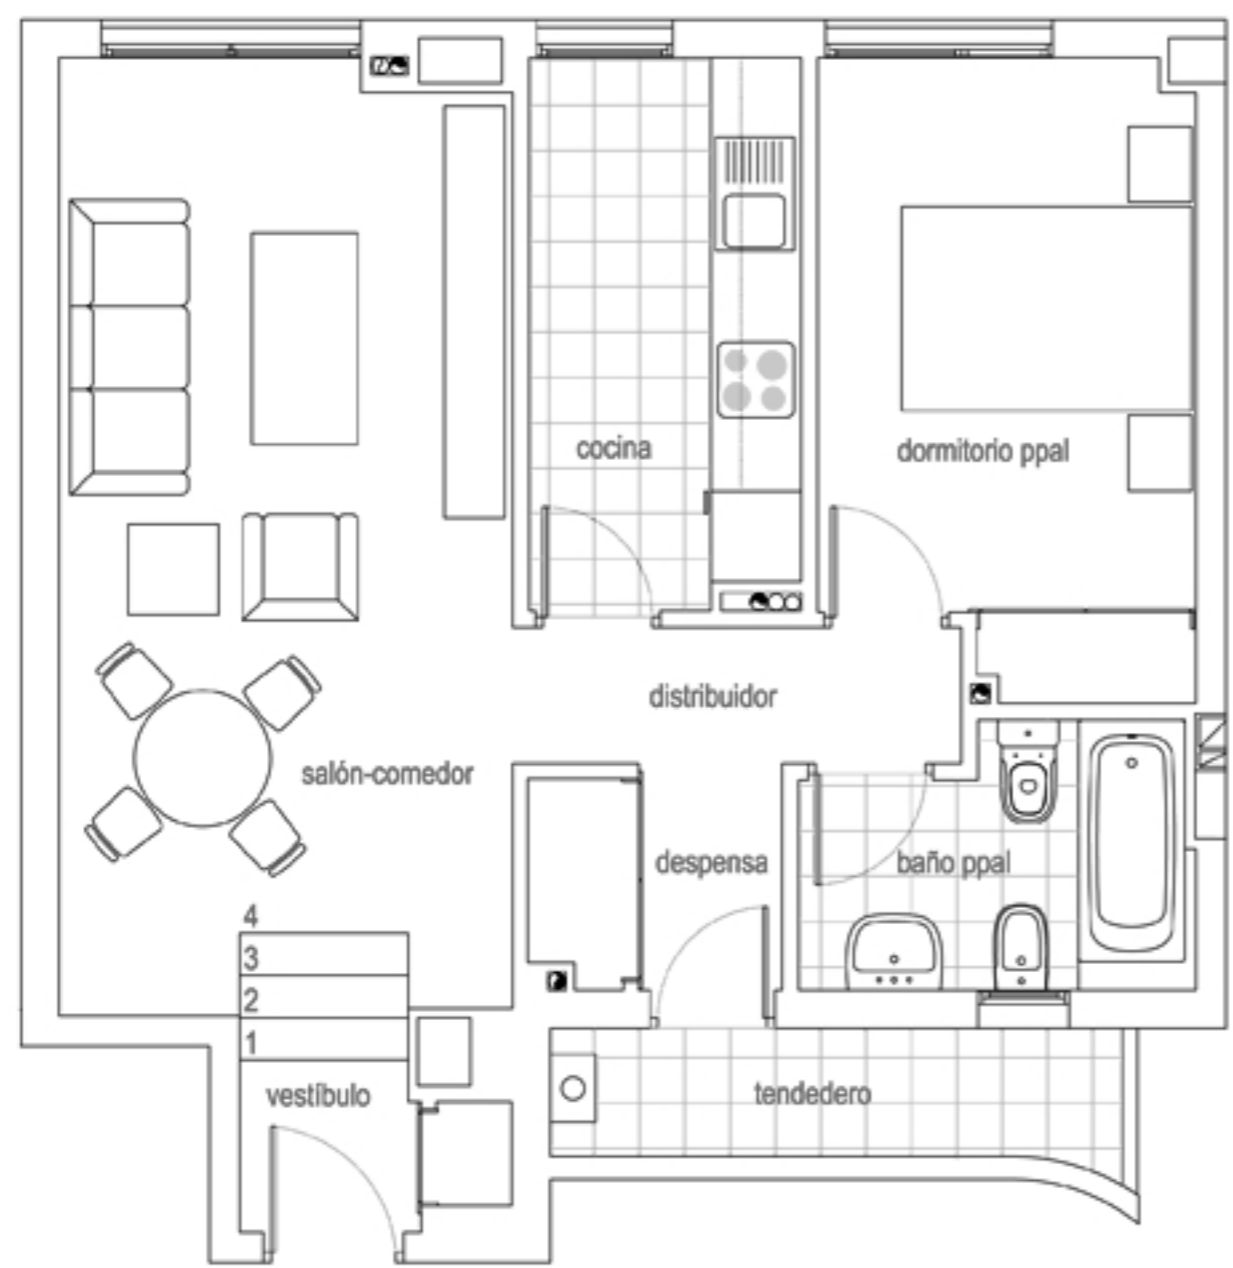 cocina
dormitorio ppal
distribuidor
salón-comedor
despensa
baño ppal
4
3
2
1
vestíbulo
tendedero